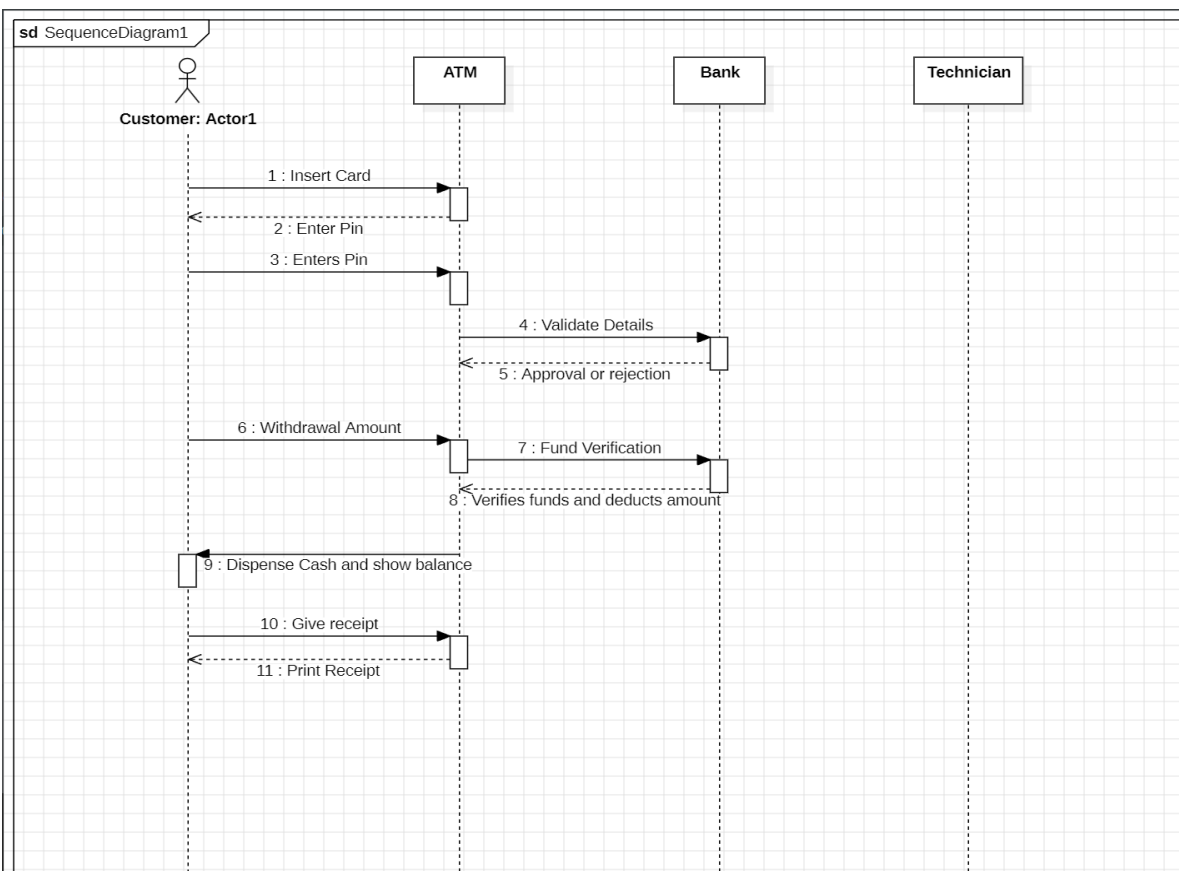 sd SequenceDiagram1
ATM
Bank
Technician
Customer: Actor1
1 : Insert Card
2 : Enter Pin
3 : Enters Pin
4 : Validate Details
5 : Approval or rejection
6 : Withdrawal Amount
7 : Fund Verification
8 : Verifies funds and deducts amount
9 : Dispense Cash and show balance
10 : Give receipt
11 : Print Receipt